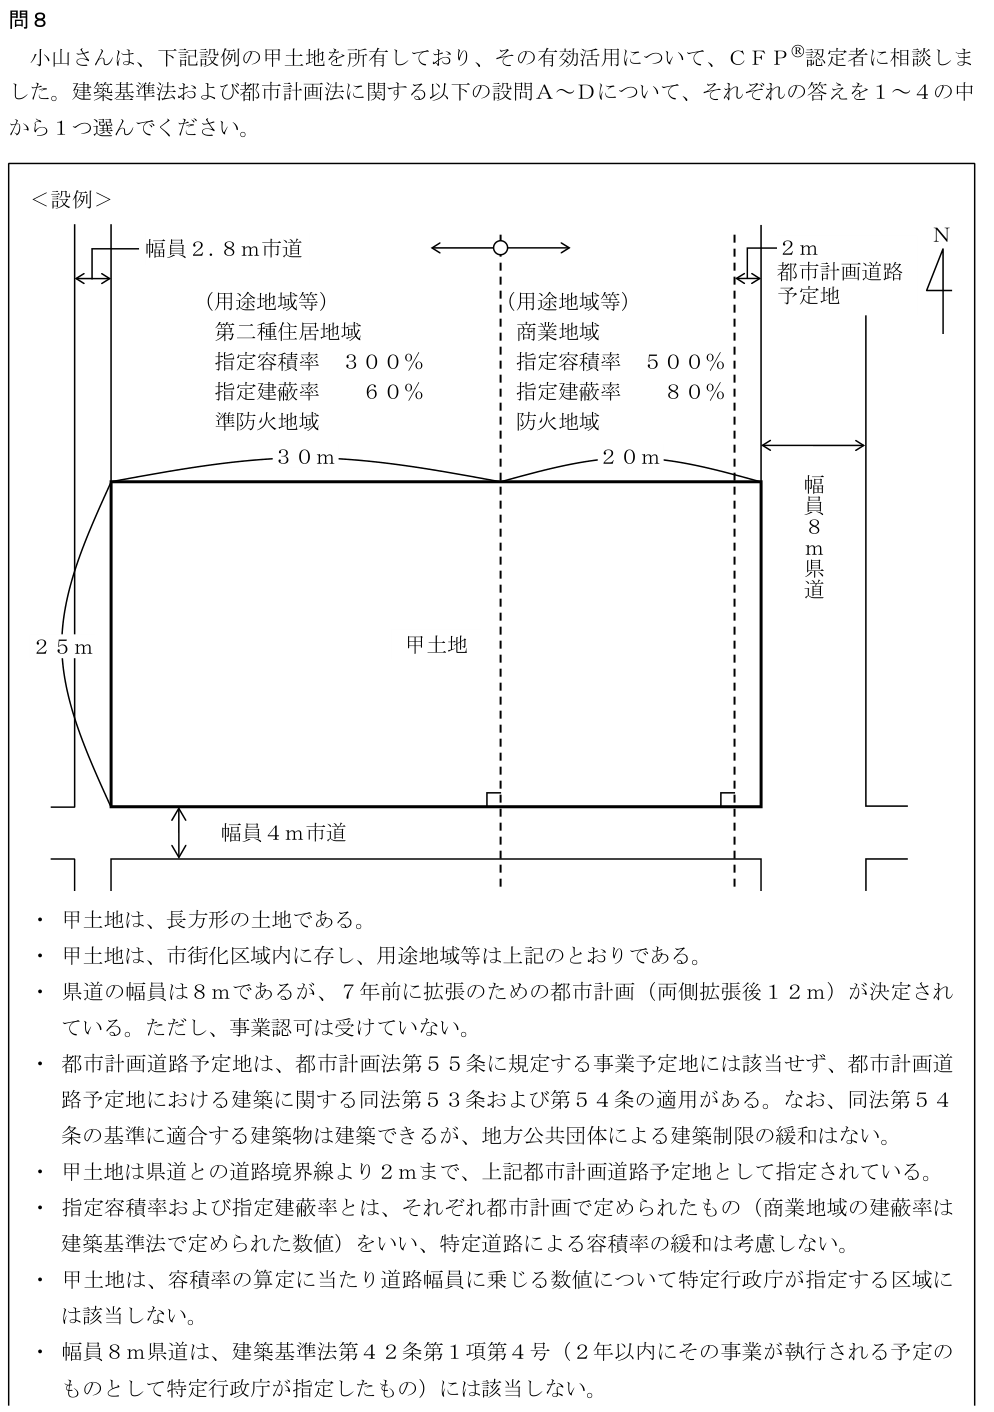 問８
小山さんは、下記設例の甲土地を所有しており、その有効活用について、ＣＦＰ®認定者に相談しま
した。建築基準法および都市計画法に関する以下の設問Ａ～Ｄについて、それぞれの答えを１～４の中
から１つ選んでください。
＜設例＞
幅員２.８ｍ市道
２ｍ
都市計画道路
予定地
Ｎ
（用途地域等）
第二種住居地域
指定容積率　３００％
指定建蔽率　６０％
準防火地域
（用途地域等）
商業地域
指定容積率　５００％
指定建蔽率　８０％
防火地域
３０ｍ
２０ｍ
幅員８ｍ県道
２５ｍ
甲土地
幅員４ｍ市道
・ 甲土地は、長方形の土地である。
・ 甲土地は、市街化区域内に存し、用途地域等は上記のとおりである。
・ 県道の幅員は８ｍであるが、７年前に拡張のための都市計画（両側拡張後１２ｍ）が決定され
ている。ただし、事業認可は受けていない。
・ 都市計画道路予定地は、都市計画法第５５条に規定する事業予定地には該当せず、都市計画道
路予定地における建築に関する同法第５３条および第５４条の適用がある。なお、同法第５４
条の基準に適合する建築物は建築できるが、地方公共団体による建築制限の緩和はない。
・ 甲土地は県道との道路境界線より２ｍまで、上記都市計画道路予定地として指定されている。
・ 指定容積率および指定建蔽率とは、それぞれ都市計画で定められたもの（商業地域の建蔽率は
建築基準法で定められた数値）をいい、特定道路による容積率の緩和は考慮しない。
・ 甲土地は、容積率の算定に当たり道路幅員に乗じる数値について特定行政庁が指定する区域に
は該当しない。
・ 幅員８ｍ県道は、建築基準法第４２条第１項第４号（２年以内にその事業が執行される予定の
ものとして特定行政庁が指定したもの）には該当しない。